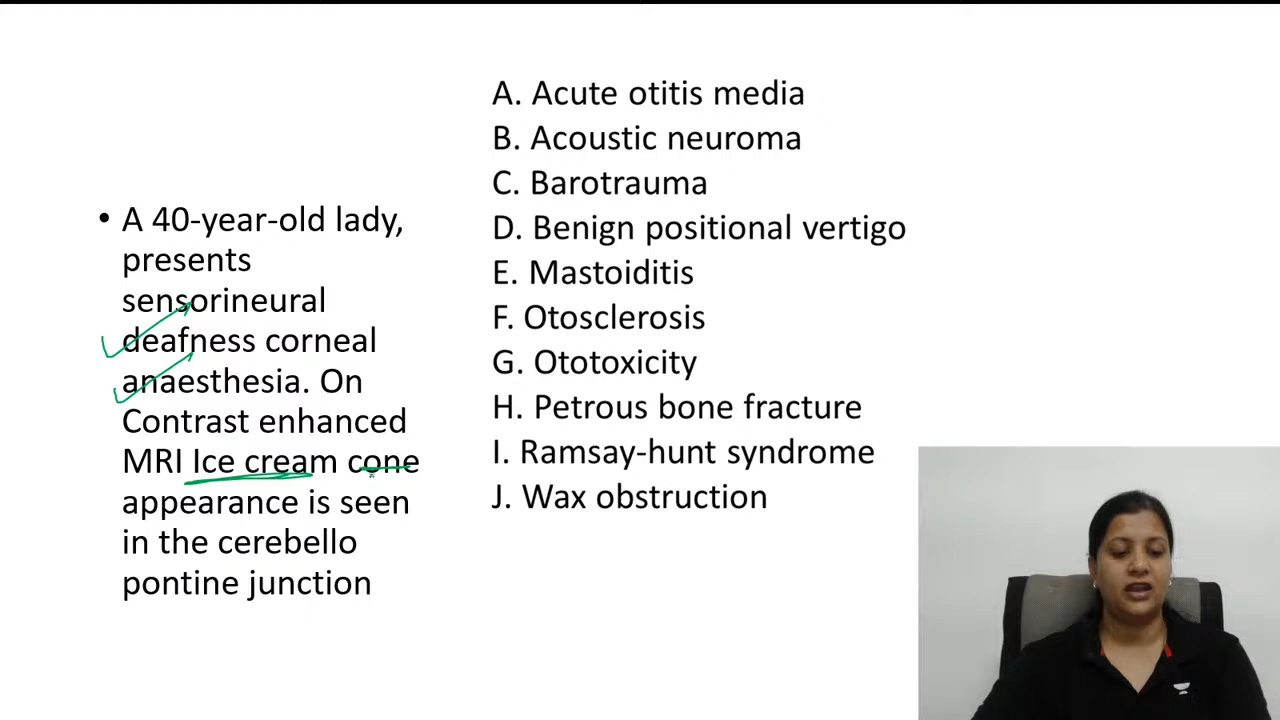 • A 40-year-old lady,
presents
sensorineural
deafness corneal
anaesthesia. On
Contrast enhanced
MRI Ice cream cone
appearance is seen
in the cerebello
pontine junction
A. Acute otitis media
B. Acoustic neuroma
C. Barotrauma
D. Benign positional vertigo
E. Mastoiditis
F. Otosclerosis
G. Ototoxicity
H. Petrous bone fracture
I. Ramsay-hunt syndrome
J. Wax obstruction